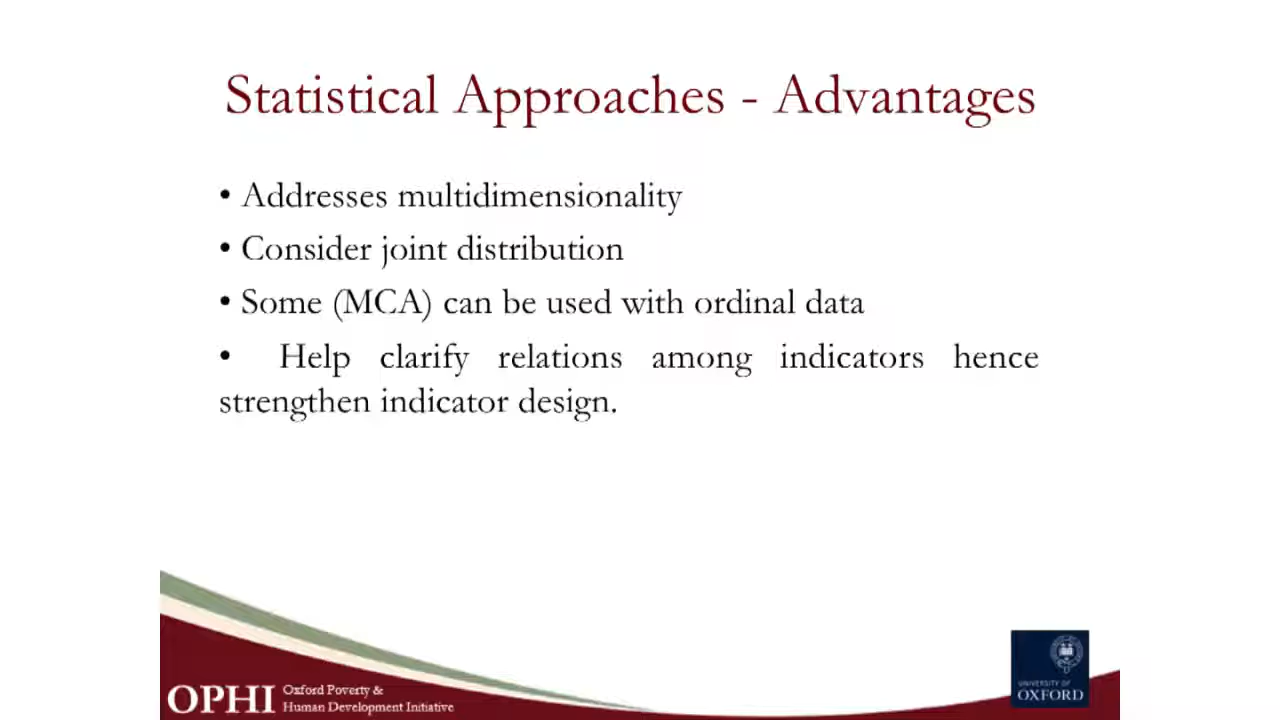 Statistical Approaches - Advantages
• Addresses multidimensionality
• Consider joint distribution
• Some (MCA) can be used with ordinal data
• Help clarify relations among indicators hence
strengthen indicator design.
OPHI
Oxford Poverty &
Human Development Initiative
UNIVERSITY OF
OXFORD